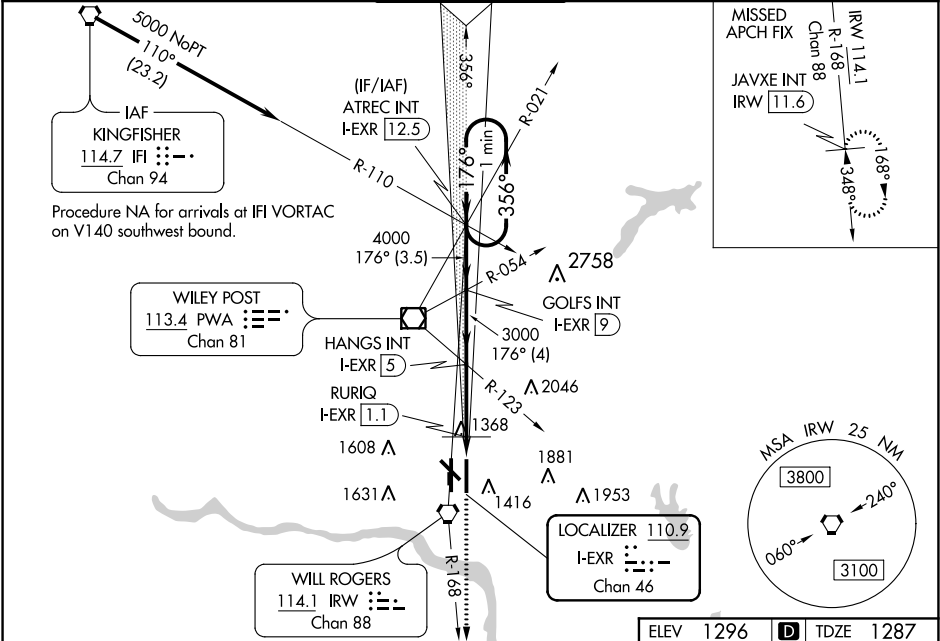 5000 NoPT
110°
(23.2)
IAF
KINGFISHER
114.7 IFI
Chan 94
Procedure NA for arrivals at IFI VORTAC
on V140 southwest bound.
R-110
(IF/IAF)
ATREC INT
I-EXR 12.5
356°
R-021
176°
1 min
356°
4000
176° (3.5)
R-054
2758
GOLFS INT
I-EXR 9
WILEY POST
113.4 PWA
Chan 81
3000
176° (4)
HANGS INT
I-EXR 5
R-123
2046
RURIQ
I-EXR 1.1
1368
1608
1631
1881
1416
1953
LOCALIZER 110.9
I-EXR
Chan 46
WILL ROGERS
114.1 IRW
Chan 88
R-168
MISSED
APCH FIX
IRW 114.1
R-168
Chan 88
JAVXE INT
IRW 11.6
168°
348°
MSA IRW 25 NM
3800
240°
060°
3100
ELEV 1296 D TDZE 1287